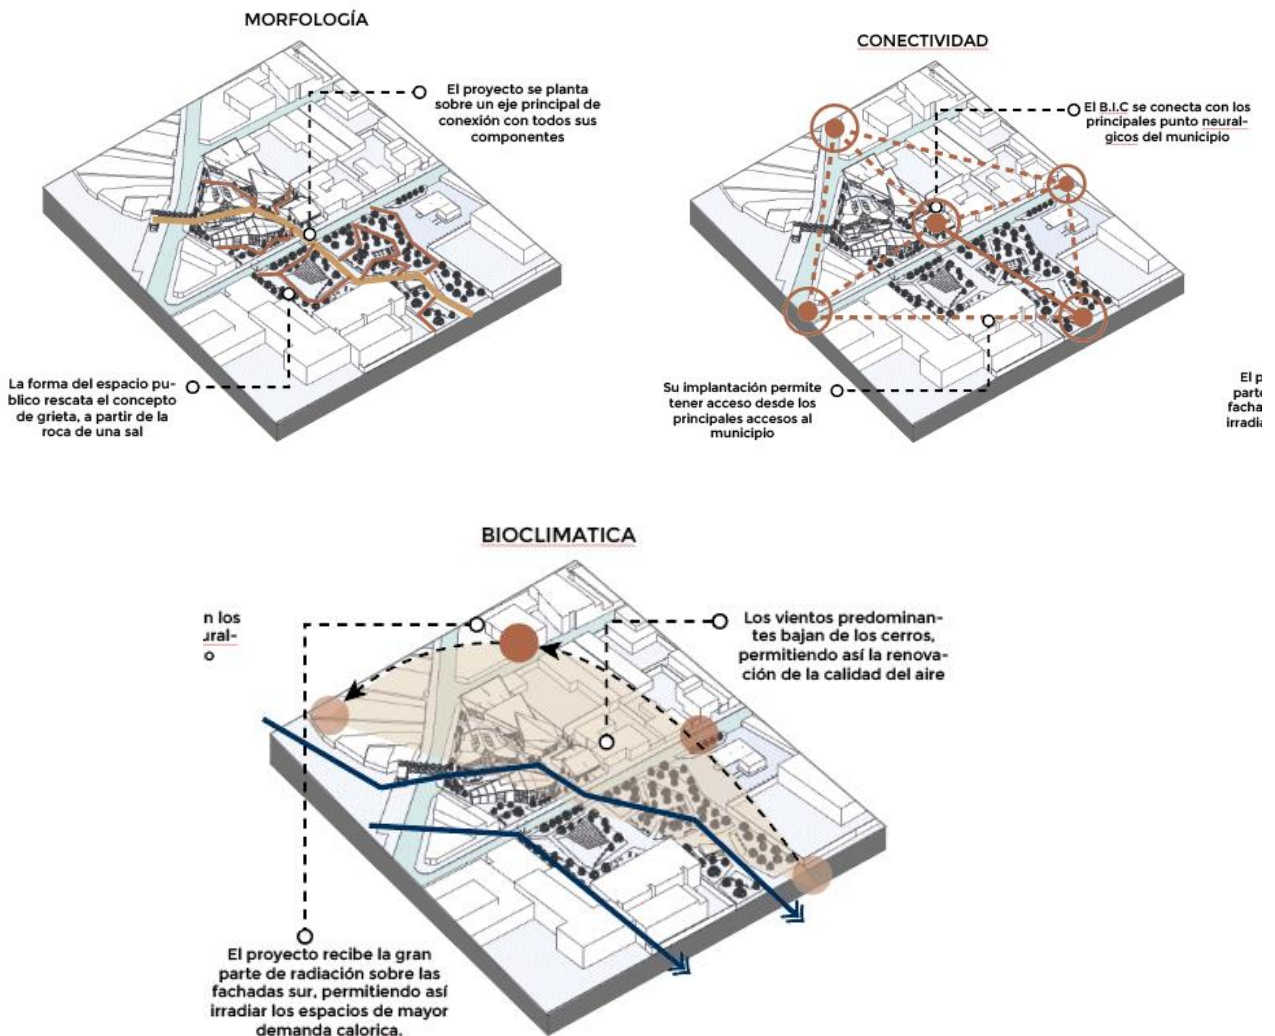 MORFOLOGÍA
El proyecto se planta
sobre un eje principal de
conexión con todos sus
componentes
La forma del espacio pu-
blico rescata el concepto
de grieta, a partir de la
roca de una sal
CONECTIVIDAD
El B.I.C se conecta con los
principales punto neural-
gicos del municipio
Su implantación permite
tener acceso desde los
principales accesos al
municipio
El p
parte
facha
irradia
BIOCLIMATICA
n los
ural-
o
Los vientos predominan-
tes bajan de los cerros,
permitiendo así la renova-
ción de la calidad del aire
El proyecto recibe la gran
parte de radiación sobre las
fachadas sur, permitiendo así
irradiar los espacios de mayor
demanda calorica.